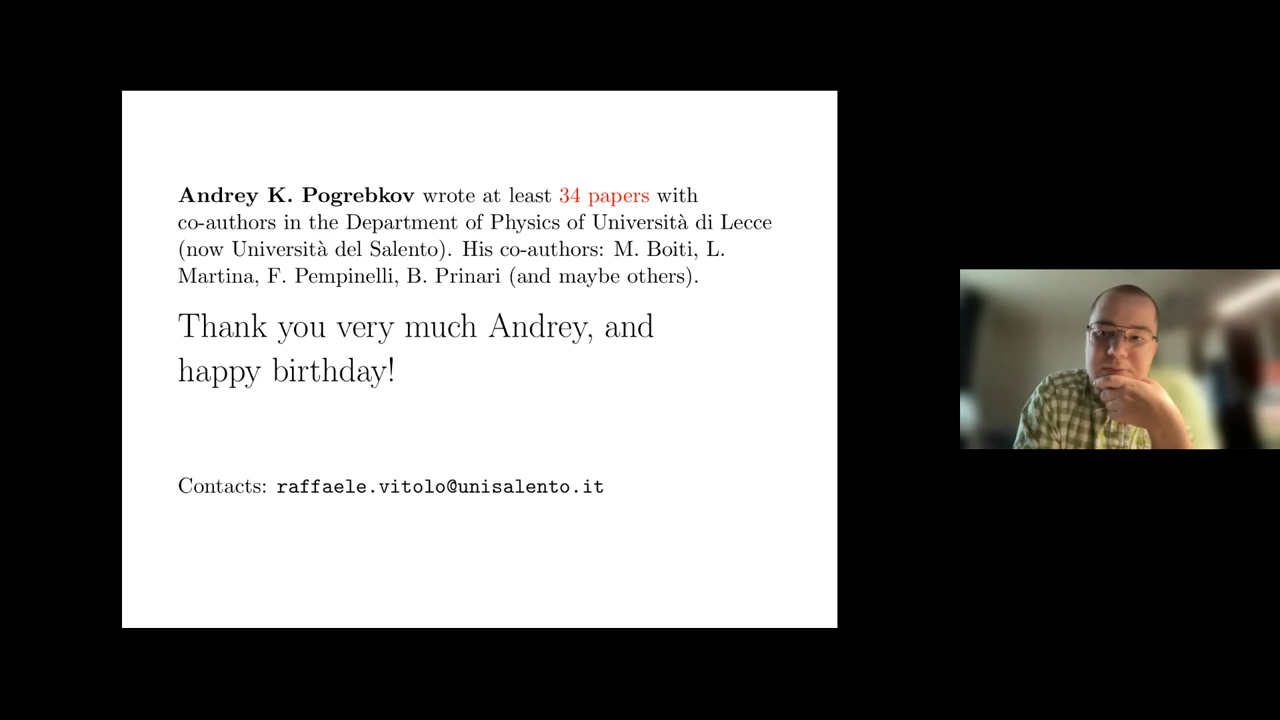 Andrey K. Pogrebkov wrote at least 34 papers with
co-authors in the Department of Physics of Università di Lecce
(now Università del Salento). His co-authors: M. Boiti, L.
Martina, F. Pempinelli, B. Prinari (and maybe others).
Thank you very much Andrey, and
happy birthday!
Contacts: raffaele.vitolo@unisalento.it